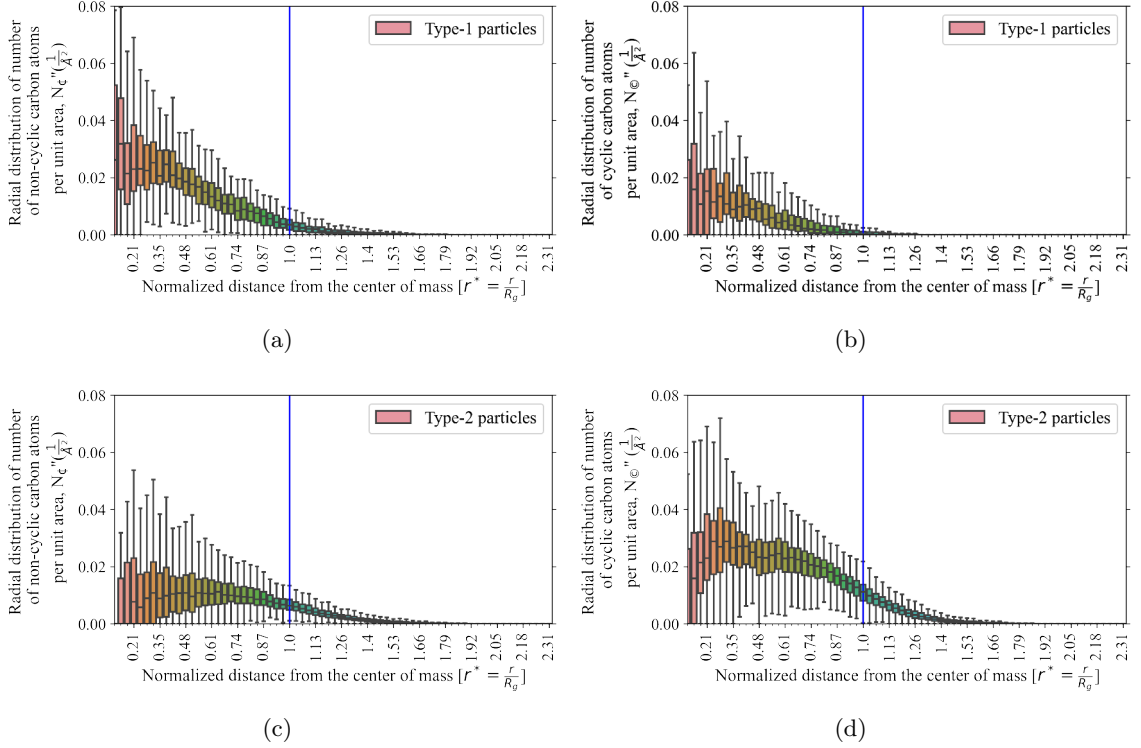 Radial distribution of number
of non-cyclic carbon atoms
per unit area, N₵"(1/Å²)
0.08
0.06
0.04
0.02
0.00
Type-1 particles
0.21 0.35 0.48 0.61 0.74 0.87 1.0 1.13 1.26 1.4 1.53 1.66 1.79 1.92 2.05 2.18 2.31
Normalized distance from the center of mass [r* = r/Rg]
(a)
Radial distribution of number
of cyclic carbon atoms
per unit area, N©"(1/Å²)
0.08
0.06
0.04
0.02
0.00
Type-1 particles
0.21 0.35 0.48 0.61 0.74 0.87 1.0 1.13 1.26 1.4 1.53 1.66 1.79 1.92 2.05 2.18 2.31
Normalized distance from the center of mass [r* = r/Rg]
(b)
Radial distribution of number
of non-cyclic carbon atoms
per unit area, N₵"(1/Å²)
0.08
0.06
0.04
0.02
0.00
Type-2 particles
0.21 0.35 0.48 0.61 0.74 0.87 1.0 1.13 1.26 1.4 1.53 1.66 1.79 1.92 2.05 2.18 2.31
Normalized distance from the center of mass [r* = r/Rg]
(c)
Radial distribution of number
of cyclic carbon atoms
per unit area, N©"(1/Å²)
0.08
0.06
0.04
0.02
0.00
Type-2 particles
0.21 0.35 0.48 0.61 0.74 0.87 1.0 1.13 1.26 1.4 1.53 1.66 1.79 1.92 2.05 2.18 2.31
Normalized distance from the center of mass [r* = r/Rg]
(d)